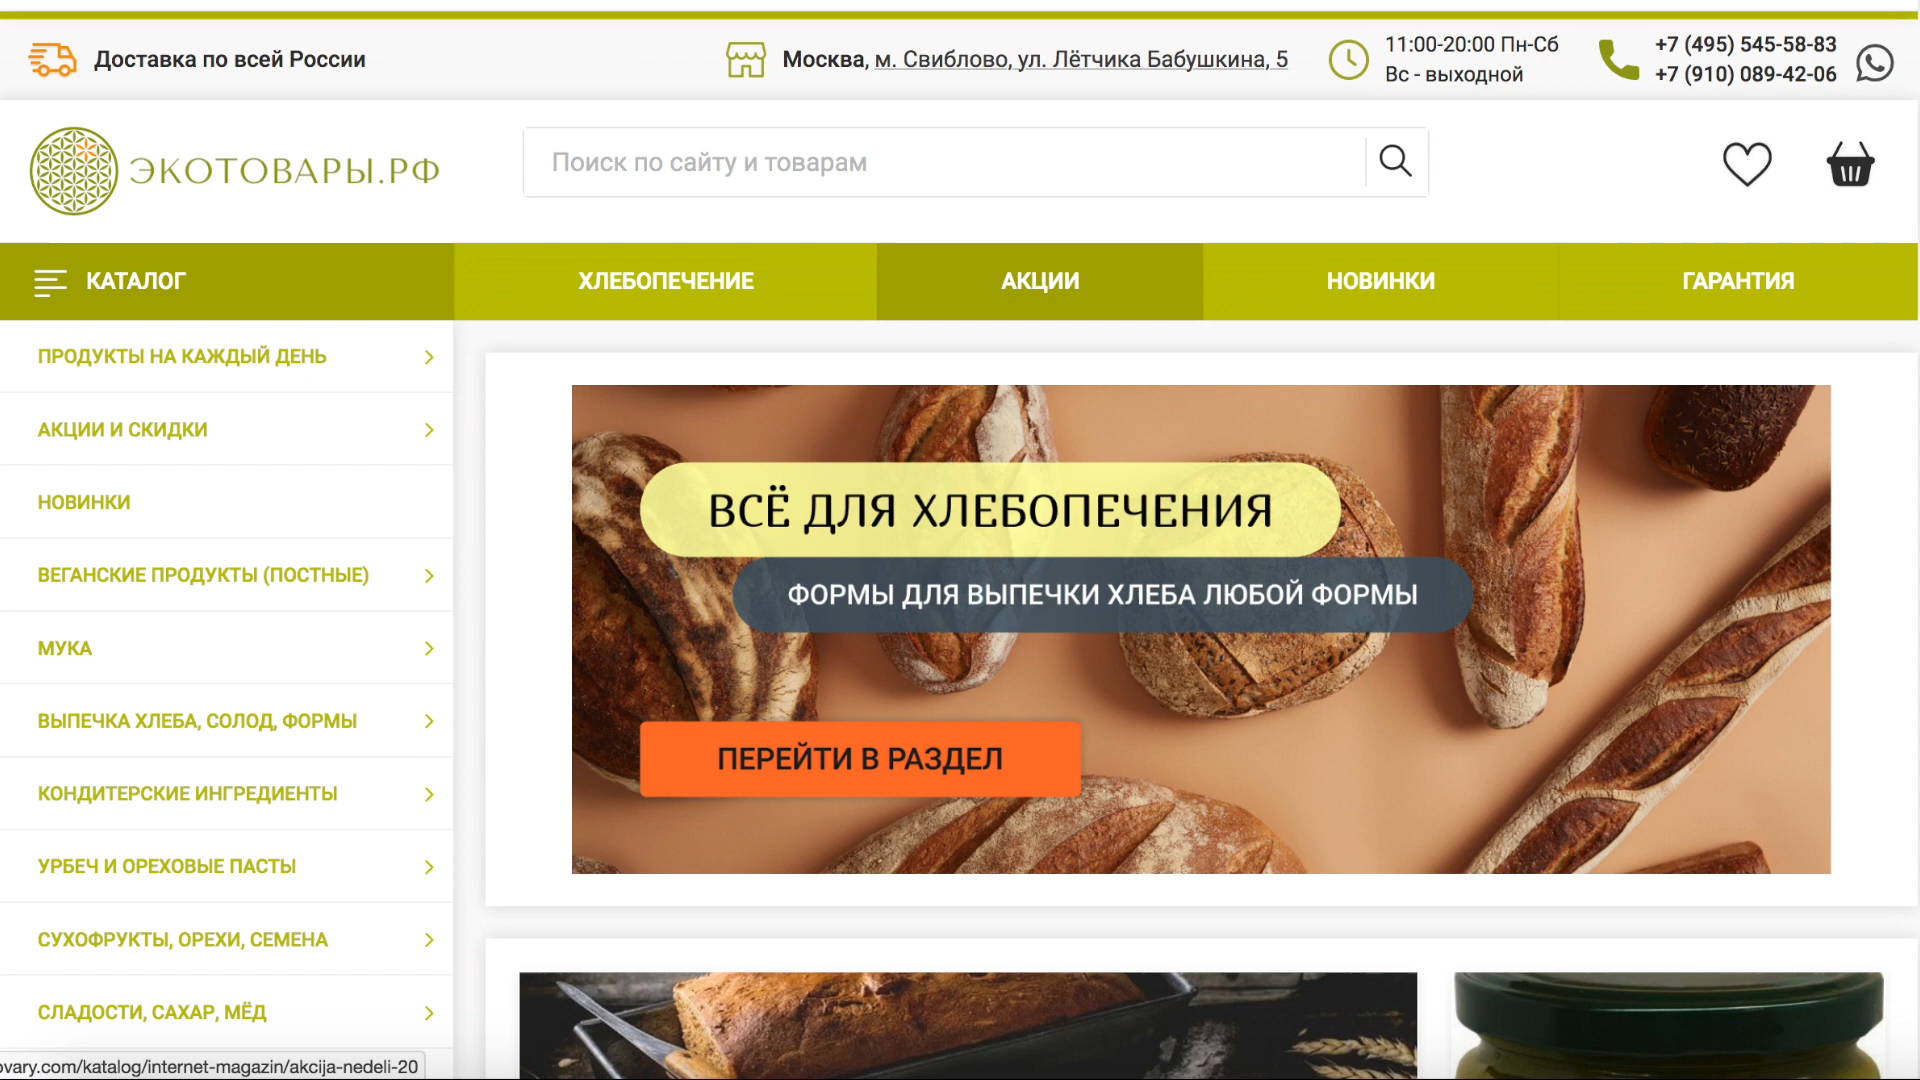 Доставка по всей России
Москва, м. Свиблово, ул. Лётчика Бабушкина, 5
11:00-20:00 Пн-Сб
Вс - выходной
+7 (495) 545-58-83
+7 (910) 089-42-06
ЭКОТОВАРЫ.РФ
Поиск по сайту и товарам
КАТАЛОГ
ХЛЕБОПЕЧЕНИЕ
АКЦИИ
НОВИНКИ
ГАРАНТИЯ
ПРОДУКТЫ НА КАЖДЫЙ ДЕНЬ
АКЦИИ И СКИДКИ
НОВИНКИ
ВЕГАНСКИЕ ПРОДУКТЫ (ПОСТНЫЕ)
МУКА
ВЫПЕЧКА ХЛЕБА, СОЛОД, ФОРМЫ
КОНДИТЕРСКИЕ ИНГРЕДИЕНТЫ
УРБЕЧ И ОРЕХОВЫЕ ПАСТЫ
СУХОФРУКТЫ, ОРЕХИ, СЕМЕНА
СЛАДОСТИ, САХАР, МЁД
ovary.com/katalog/internet-magazin/akcija-nedeli-20
ВСЁ ДЛЯ ХЛЕБОПЕЧЕНИЯ
ФОРМЫ ДЛЯ ВЫПЕЧКИ ХЛЕБА ЛЮБОЙ ФОРМЫ
ПЕРЕЙТИ В РАЗДЕЛ